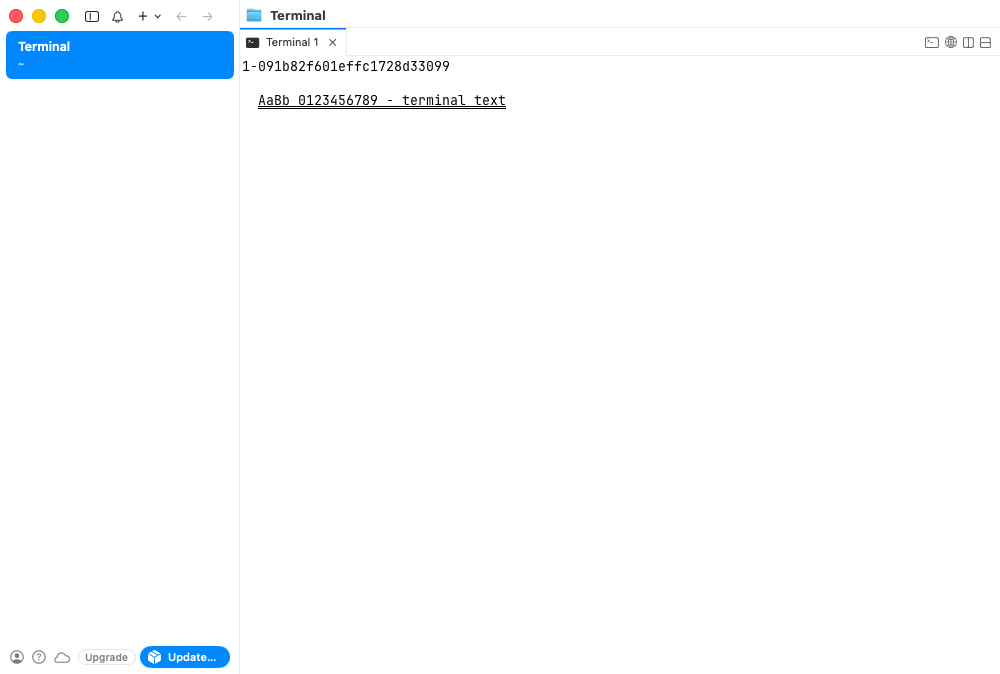 Terminal
Terminal
~
Terminal 1
1-091b82f601effc1728d33099
AaBb 0123456789 - terminal text
Upgrade
Update...